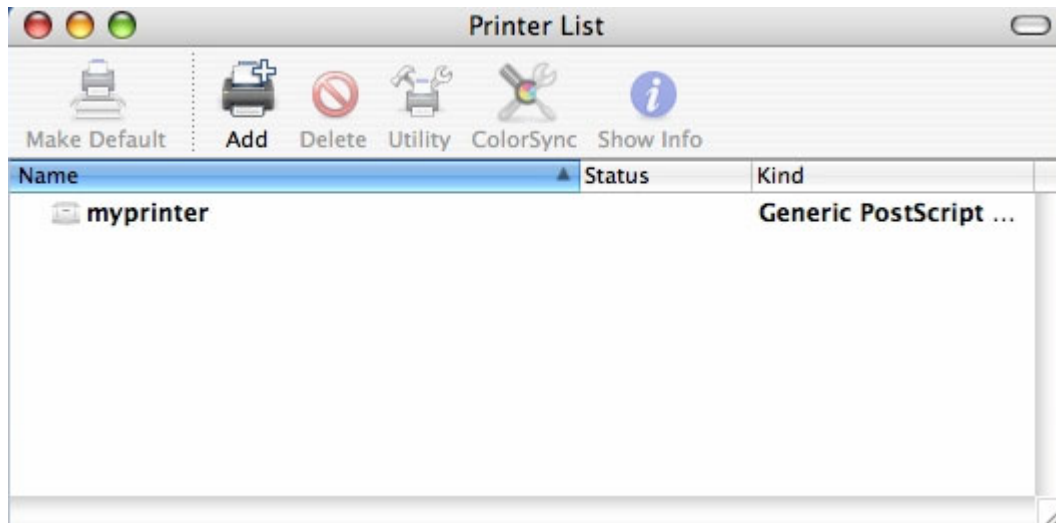 Printer List
Make Default Add Delete Utility ColorSync Show Info
Name Status Kind
myprinter Generic PostScript ...